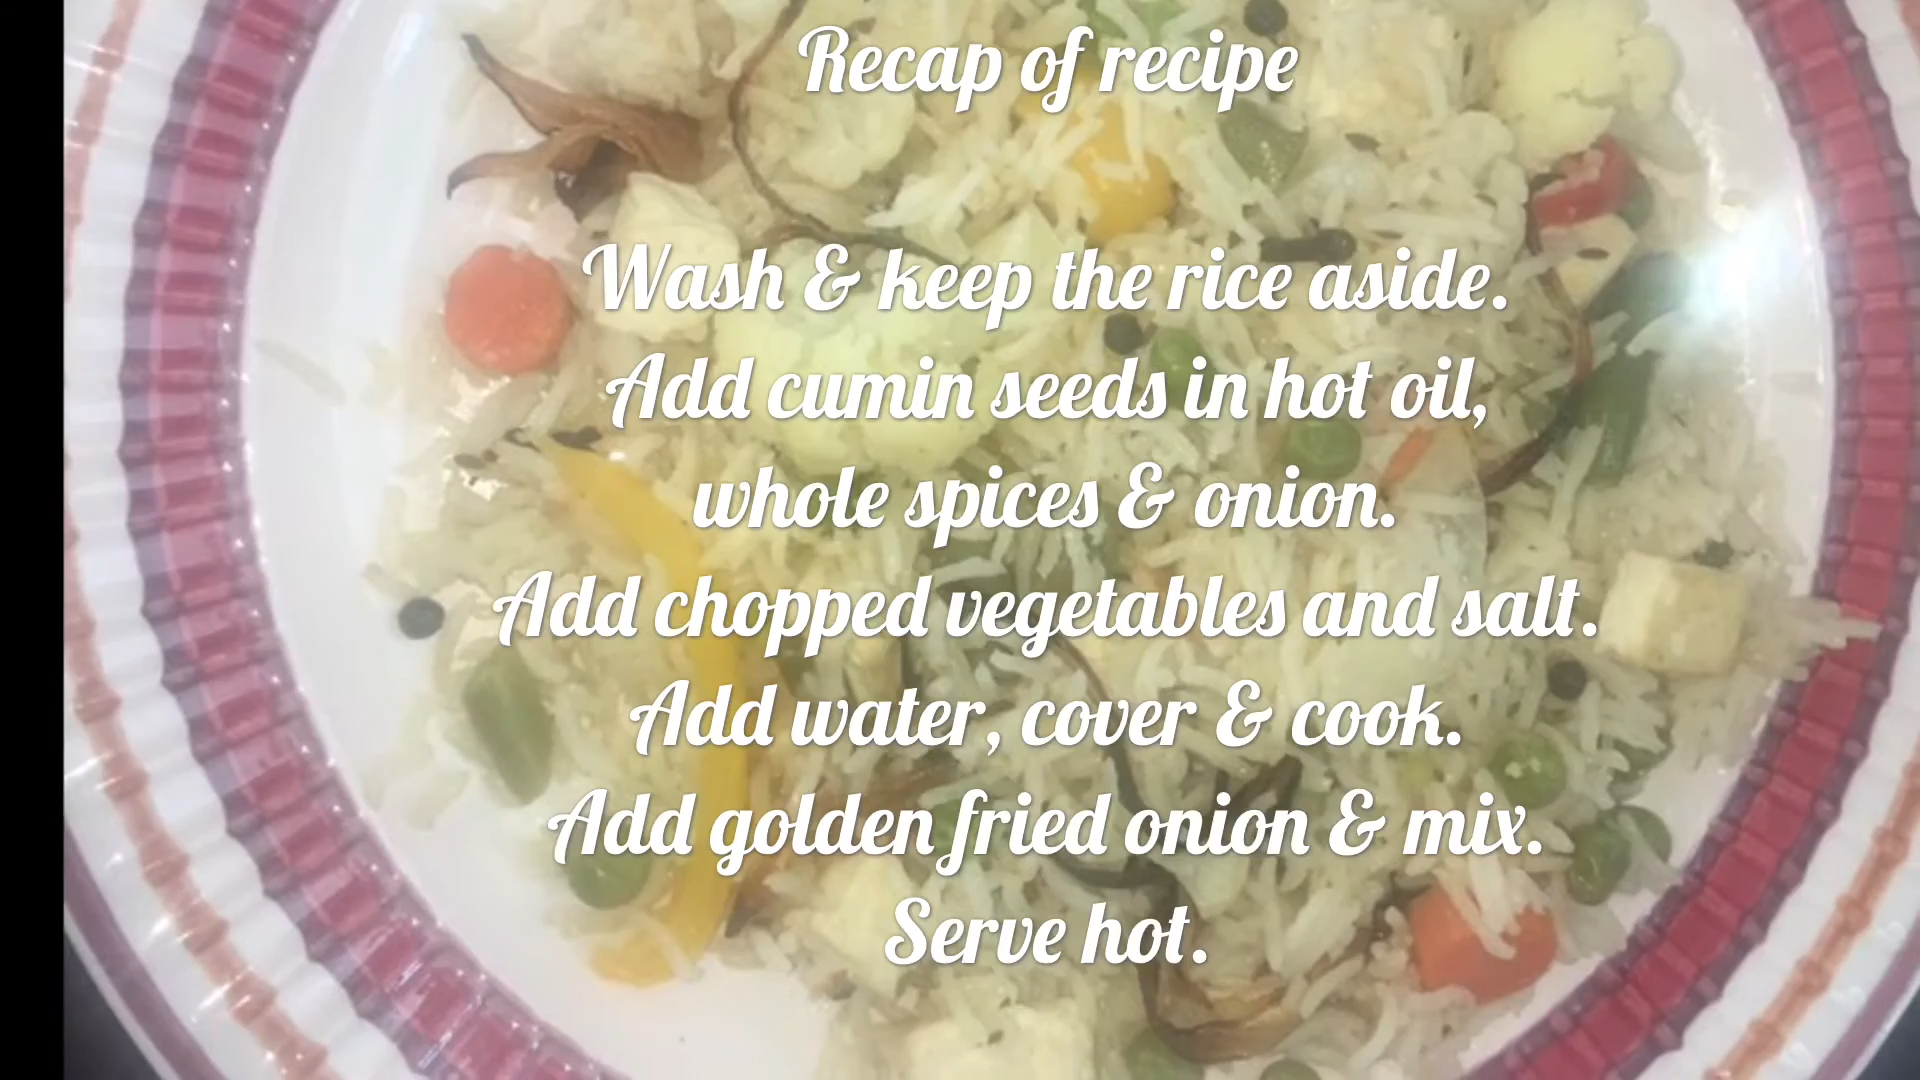 Recap of recipe
Wash & keep the rice aside.
Add cumin seeds in hot oil,
whole spices & onion.
Add chopped vegetables and salt.
Add water, cover & cook.
Add golden fried onion & mix.
Serve hot.